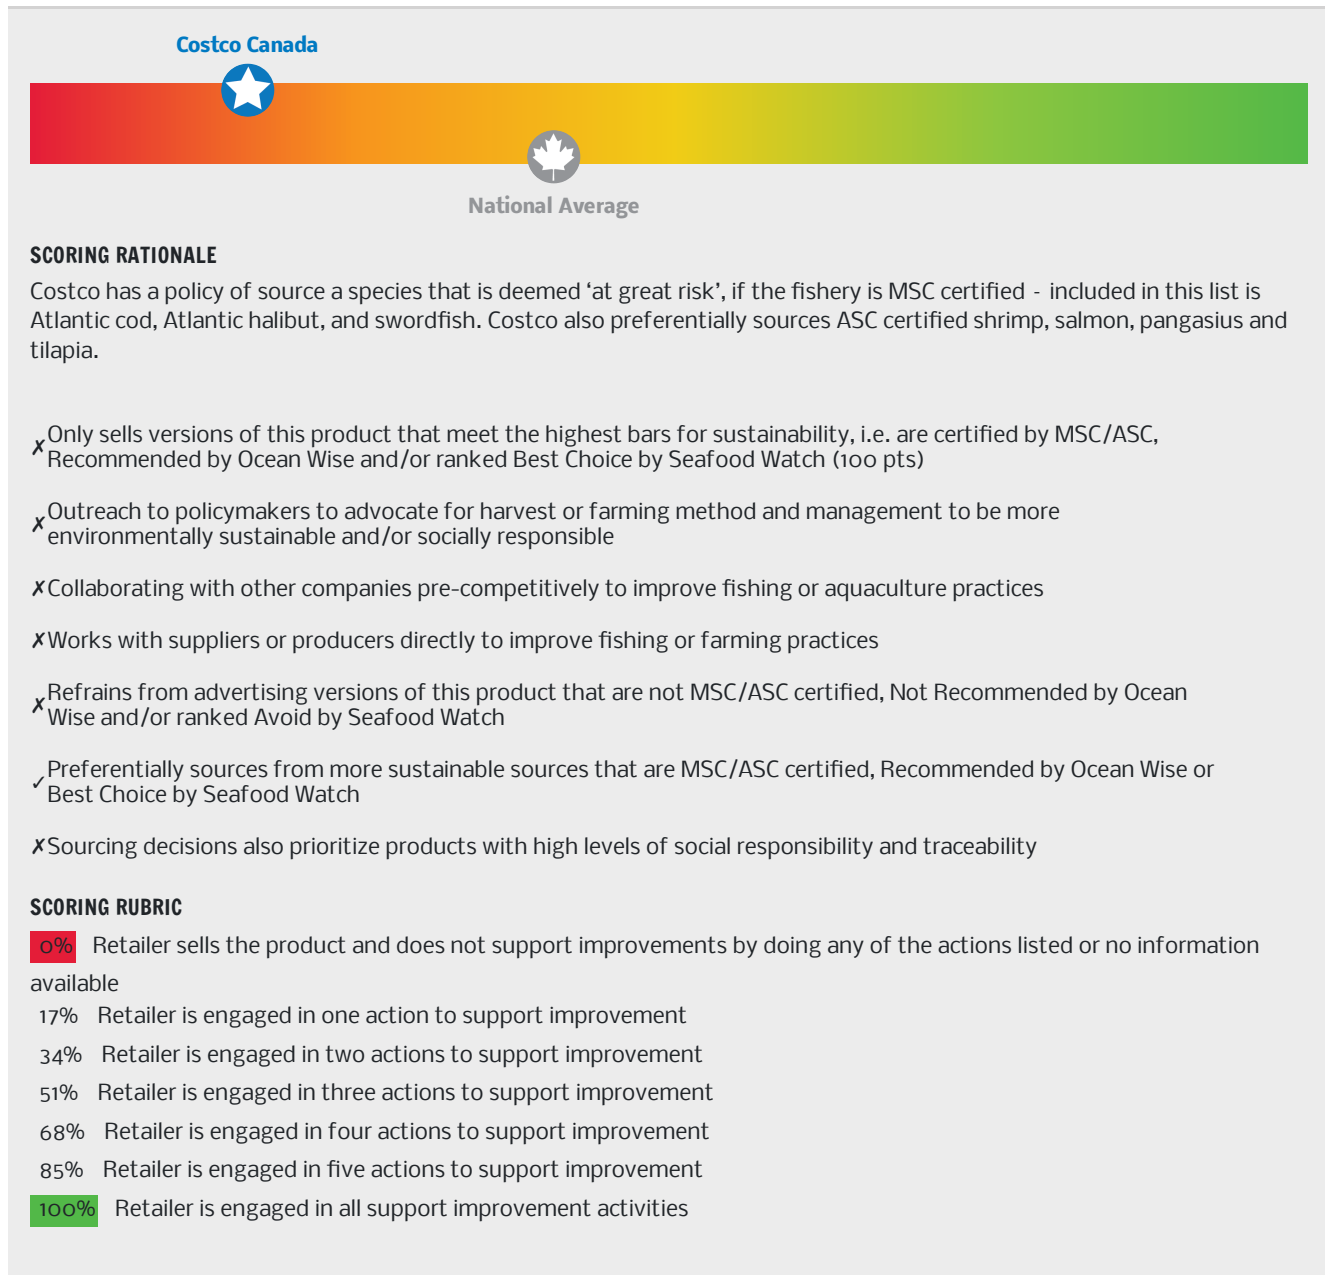 Costco Canada
National Average
SCORING RATIONALE
Costco has a policy of source a species that is deemed ‘at great risk’, if the fishery is MSC certified - included in this list is
Atlantic cod, Atlantic halibut, and swordfish. Costco also preferentially sources ASC certified shrimp, salmon, pangasius and
tilapia.
✗Only sells versions of this product that meet the highest bars for sustainability, i.e. are certified by MSC/ASC,
Recommended by Ocean Wise and/or ranked Best Choice by Seafood Watch (100 pts)
✗Outreach to policymakers to advocate for harvest or farming method and management to be more
environmentally sustainable and/or socially responsible
✗Collaborating with other companies pre-competitively to improve fishing or aquaculture practices
✗Works with suppliers or producers directly to improve fishing or farming practices
✗Refrains from advertising versions of this product that are not MSC/ASC certified, Not Recommended by Ocean
Wise and/or ranked Avoid by Seafood Watch
✓Preferentially sources from more sustainable sources that are MSC/ASC certified, Recommended by Ocean Wise or
Best Choice by Seafood Watch
✗Sourcing decisions also prioritize products with high levels of social responsibility and traceability
SCORING RUBRIC
0% Retailer sells the product and does not support improvements by doing any of the actions listed or no information
available
17% Retailer is engaged in one action to support improvement
34% Retailer is engaged in two actions to support improvement
51% Retailer is engaged in three actions to support improvement
68% Retailer is engaged in four actions to support improvement
85% Retailer is engaged in five actions to support improvement
100% Retailer is engaged in all support improvement activities